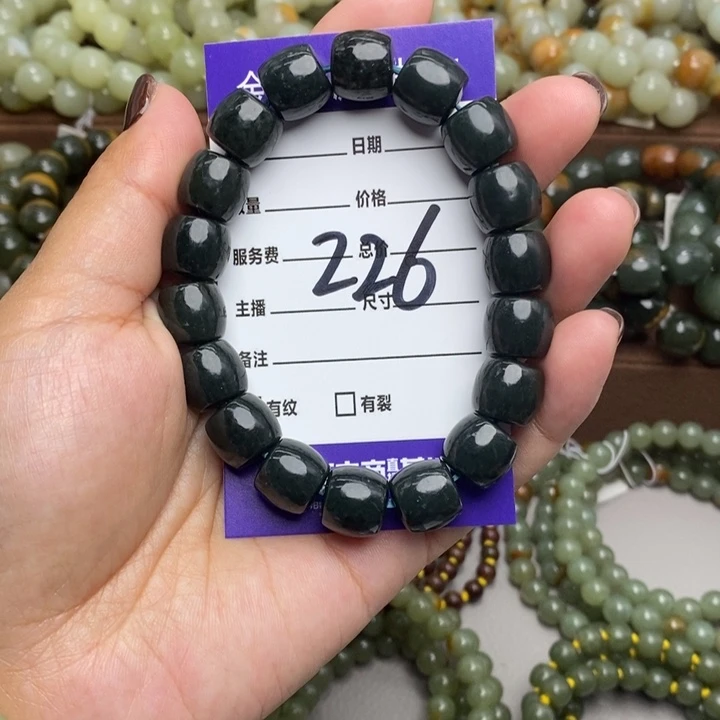 金
日期
量 价格
服务费 总价
226
主播 尺寸
备注
有纹 □有裂